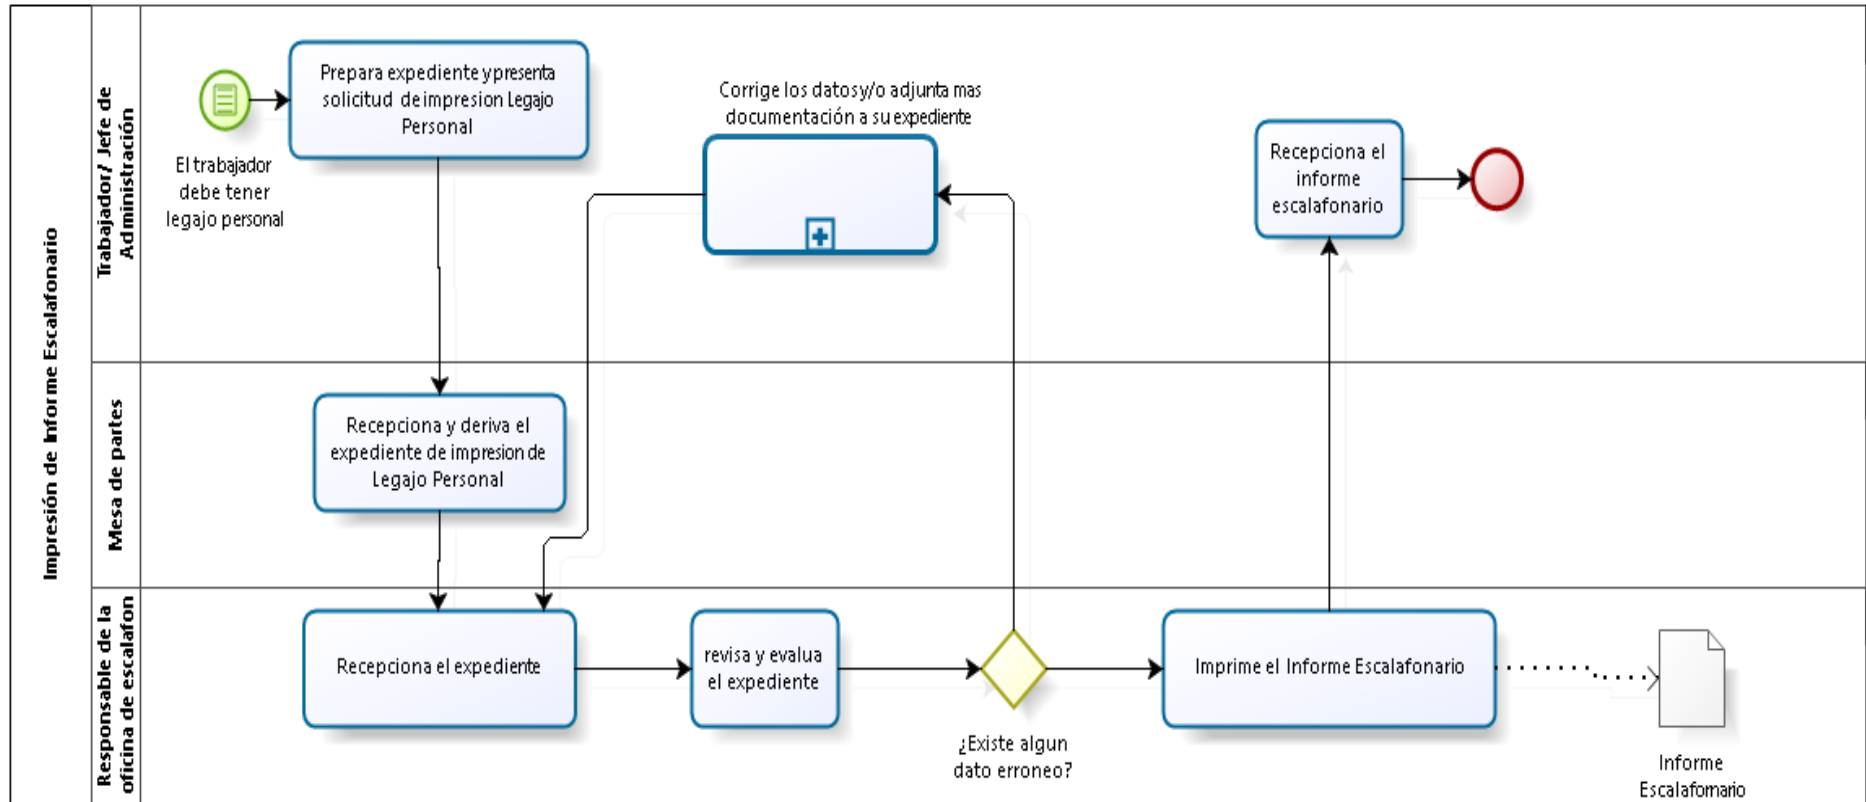 Impresión de Informe Escalafonario
Trabajador/ Jefe de
Administración
El trabajador
debe tener
legajo personal
Prepara expediente y presenta
solicitud de impresion Legajo
Personal
Corrige los datos y/o adjunta mas
documentación a su expediente
Recepciona el
informe
escalafonario
Mesa de partes
Recepciona y deriva el
expediente de impresion de
Legajo Personal
Responsable de la
oficina de escalafon
Recepciona el expediente
revisa y evalua
el expediente
¿Existe algun
dato erroneo?
Imprime el Informe Escalafonario
Informe
Escalafornario